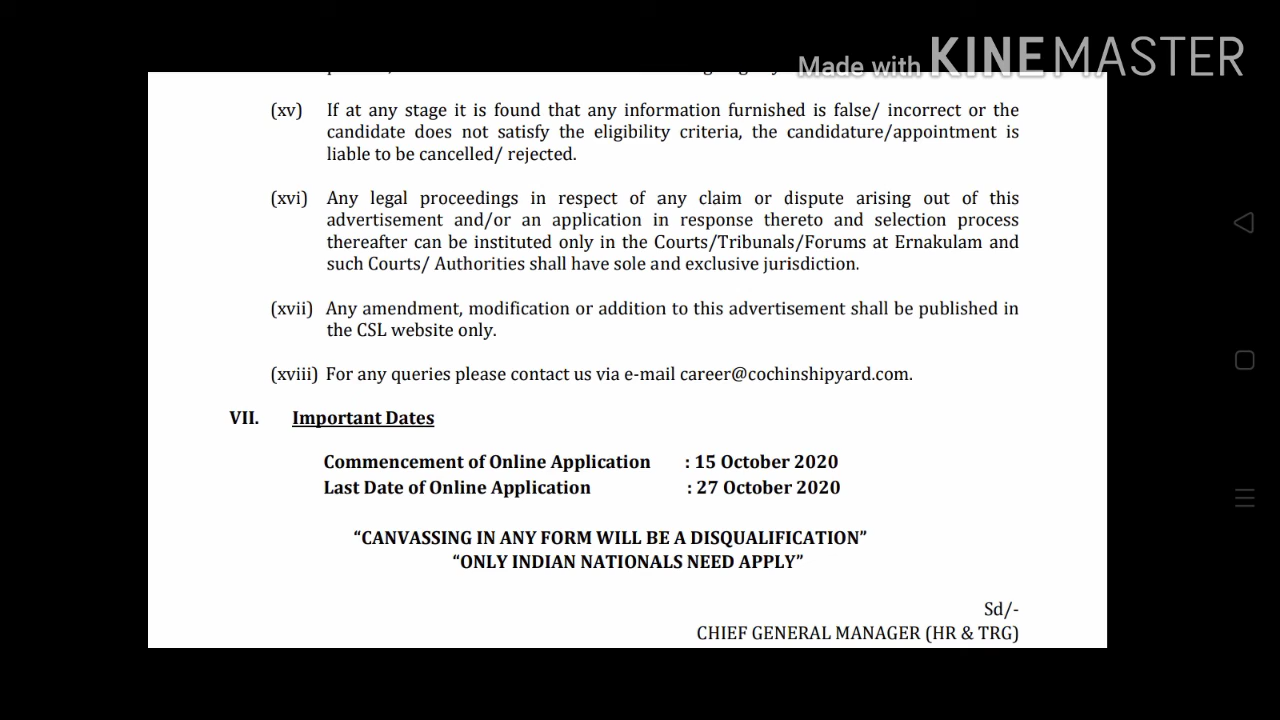 Made with KINEMASTER
(xv) If at any stage it is found that any information furnished is false/ incorrect or the
candidate does not satisfy the eligibility criteria, the candidature/appointment is
liable to be cancelled/ rejected.
(xvi) Any legal proceedings in respect of any claim or dispute arising out of this
advertisement and/or an application in response thereto and selection process
thereafter can be instituted only in the Courts/Tribunals/Forums at Ernakulam and
such Courts/ Authorities shall have sole and exclusive jurisdiction.
(xvii) Any amendment, modification or addition to this advertisement shall be published in
the CSL website only.
(xviii) For any queries please contact us via e-mail career@cochinshipyard.com.
VII. Important Dates
Commencement of Online Application : 15 October 2020
Last Date of Online Application : 27 October 2020
“CANVASSING IN ANY FORM WILL BE A DISQUALIFICATION”
“ONLY INDIAN NATIONALS NEED APPLY”
Sd/-
CHIEF GENERAL MANAGER (HR & TRG)